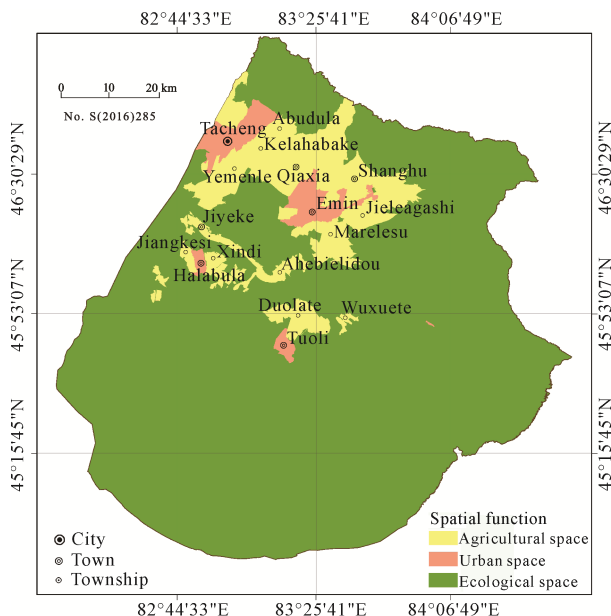 82°44'33"E 83°25'41"E 84°06'49"E
0 10 20 km
No. S(2016)285
Abudula
Tacheng
Kelahabake
46°30'29"N 46°30'29"N
Yemenle Qiaxia Shanghu
Emin
Jieleagashi
Jiyeke
Marelesu
Jiangkesi
Xindi
Ahebielidou
Halabula
45°53'07"N 45°53'07"N
Duolate Wuxuete
Tuoli
45°15'45"N 45°15'45"N
Spatial function
City
Agricultural space
Town
Urban space
Township
Ecological space
82°44'33"E 83°25'41"E 84°06'49"E